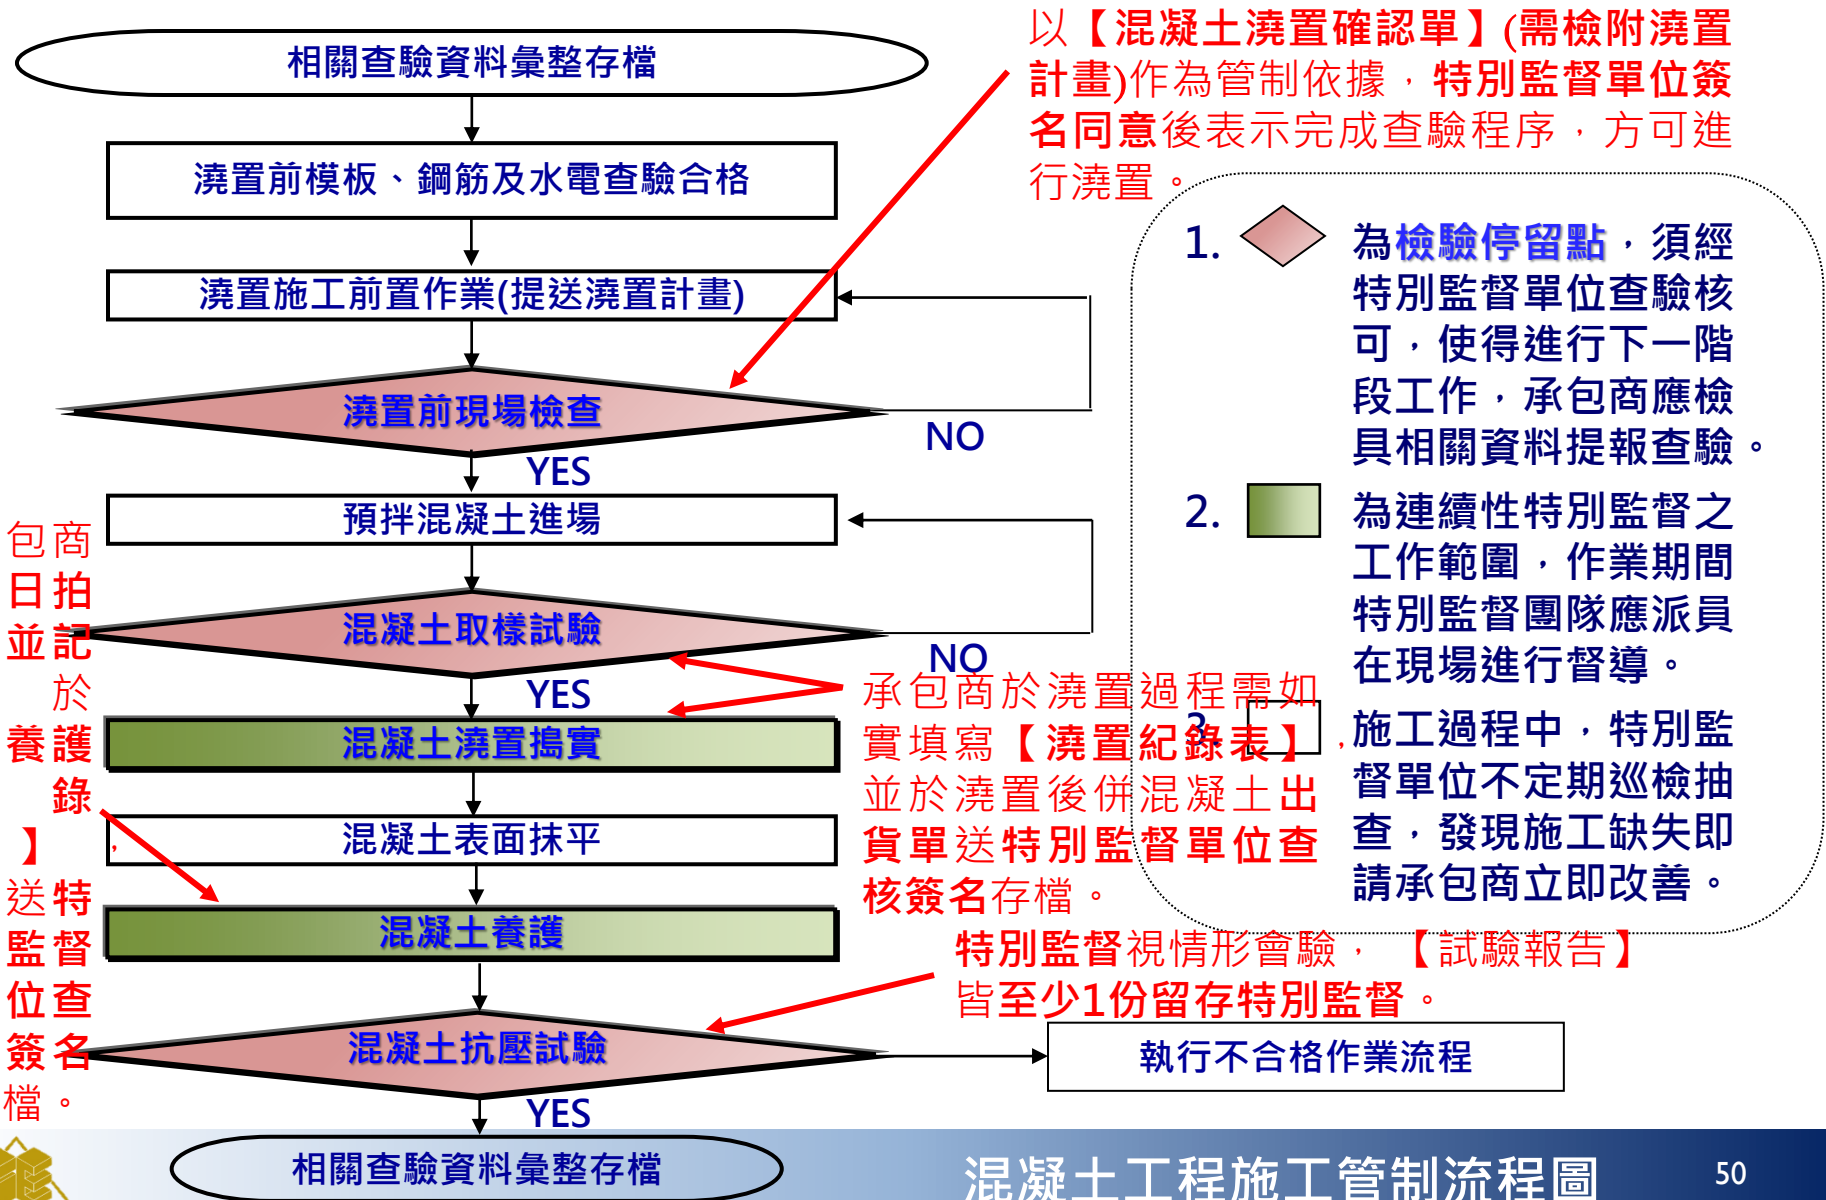 相關查驗資料彙整存檔
澆置前模板、鋼筋及水電查驗合格
澆置施工前置作業(提送澆置計畫)
澆置前現場檢查
NO
YES
預拌混凝土進場
混凝土取樣試驗
NO
YES
混凝土澆置搗實
混凝土表面抹平
混凝土養護
混凝土抗壓試驗
執行不合格作業流程
YES
相關查驗資料彙整存檔
以【混凝土澆置確認單】(需檢附澆置
計畫)作為管制依據，特別監督單位簽
名同意後表示完成查驗程序，方可進
行澆置。
1.
為檢驗停留點，須經
特別監督單位查驗核
可，使得進行下一階
段工作，承包商應檢
具相關資料提報查驗。
2.
為連續性特別監督之
工作範圍，作業期間
特別監督團隊應派員
在現場進行督導。
3.
施工過程中，特別監
督單位不定期巡檢抽
查，發現施工缺失即
請承包商立即改善。
承包商於澆置過程需如
實填寫【澆置紀錄表】，
並於澆置後併混凝土出
貨單送特別監督單位查
核簽名存檔。
特別監督視情形會驗，【試驗報告】
皆至少1份留存特別監督。
包商
日拍
並記
於
養護
錄
】，
送特
監督
位查
簽名
檔。
混凝土工程施工管制流程圖
50